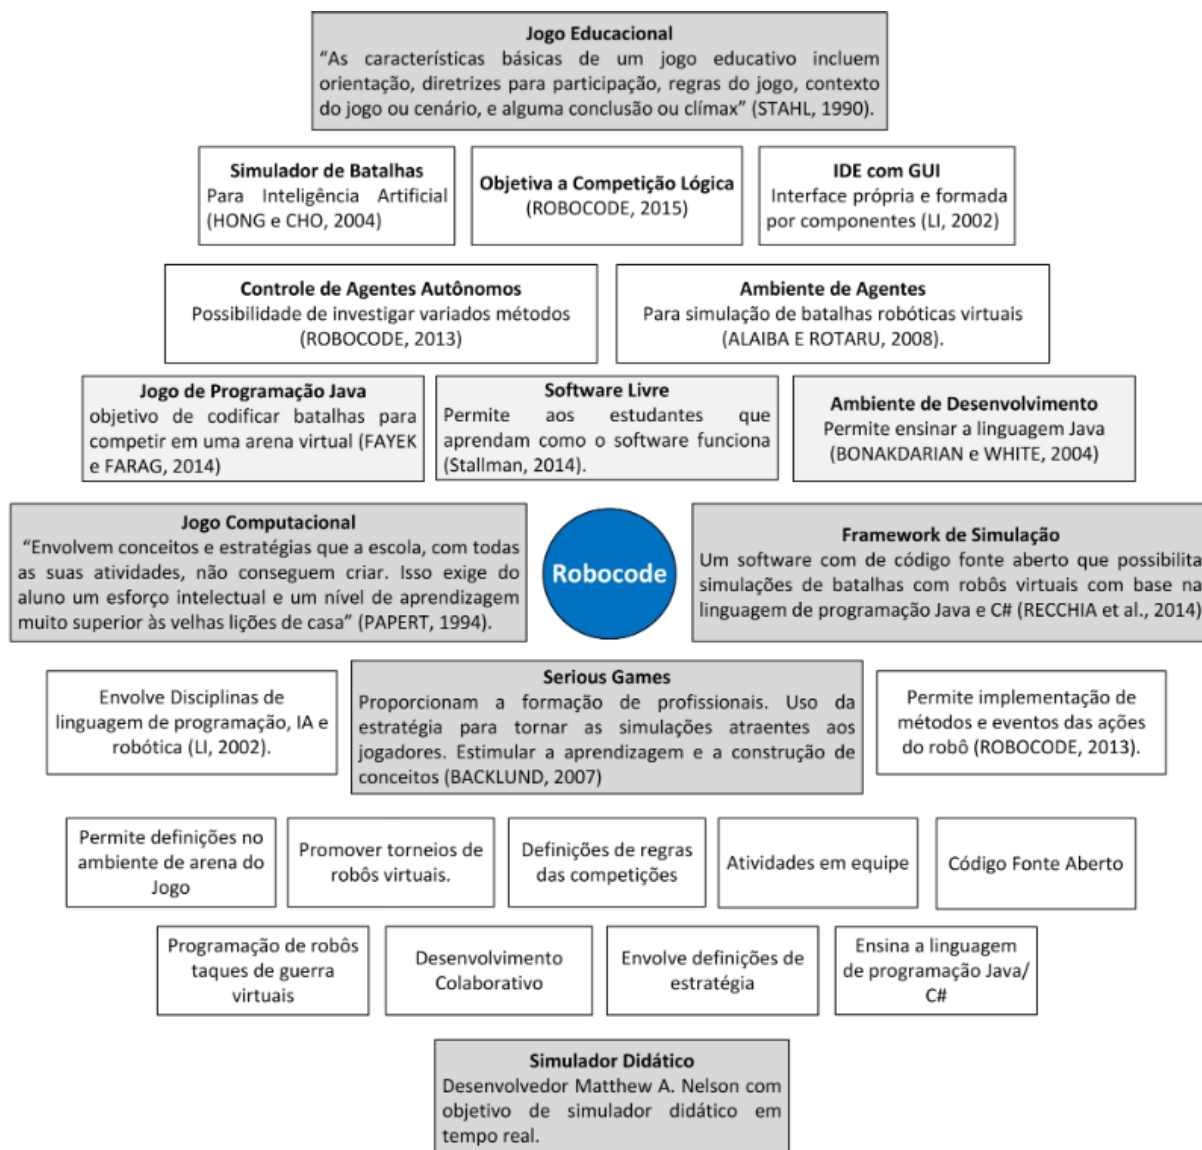 Jogo Educacional
“As características básicas de um jogo educativo incluem
orientação, diretrizes para participação, regras do jogo, contexto
do jogo ou cenário, e alguma conclusão ou clímax” (STAHL, 1990).
Simulador de Batalhas
Para Inteligência Artificial
(HONG e CHO, 2004)
Objetiva a Competição Lógica
(ROBOCODE, 2015)
IDE com GUI
Interface própria e formada
por componentes (LI, 2002)
Controle de Agentes Autônomos
Possibilidade de investigar variados métodos
(ROBOCODE, 2013)
Ambiente de Agentes
Para simulação de batalhas robóticas virtuais
(ALAIBA E ROTARU, 2008).
Jogo de Programação Java
objetivo de codificar batalhas para
competir em uma arena virtual (FAYEK
e FARAG, 2014)
Software Livre
Permite aos estudantes que
aprendam como o software funciona
(Stallman, 2014).
Ambiente de Desenvolvimento
Permite ensinar a linguagem Java
(BONAKDARIAN e WHITE, 2004)
Jogo Computacional
“Envolvem conceitos e estratégias que a escola, com todas
as suas atividades, não conseguem criar. Isso exige do
aluno um esforço intelectual e um nível de aprendizagem
muito superior às velhas lições de casa” (PAPERT, 1994).
Robocode
Framework de Simulação
Um software com de código fonte aberto que possibilita
simulações de batalhas com robôs virtuais com base na
linguagem de programação Java e C# (RECCHIA et al., 2014)
Envolve Disciplinas de
linguagem de programação, IA e
robótica (LI, 2002).
Serious Games
Proporcionam a formação de profissionais. Uso da
estratégia para tornar as simulações atraentes aos
jogadores. Estimular a aprendizagem e a construção de
conceitos (BACKLUND, 2007)
Permite implementação de
métodos e eventos das ações
do robô (ROBOCODE, 2013).
Permite definições no
ambiente de arena do
Jogo
Promover torneios de
robôs virtuais.
Definições de regras
das competições
Atividades em equipe
Código Fonte Aberto
Programação de robôs
taques de guerra
virtuais
Desenvolvimento
Colaborativo
Envolve definições de
estratégia
Ensina a linguagem
de programação Java/
C#
Simulador Didático
Desenvolvedor Matthew A. Nelson com
objetivo de simulador didático em
tempo real.